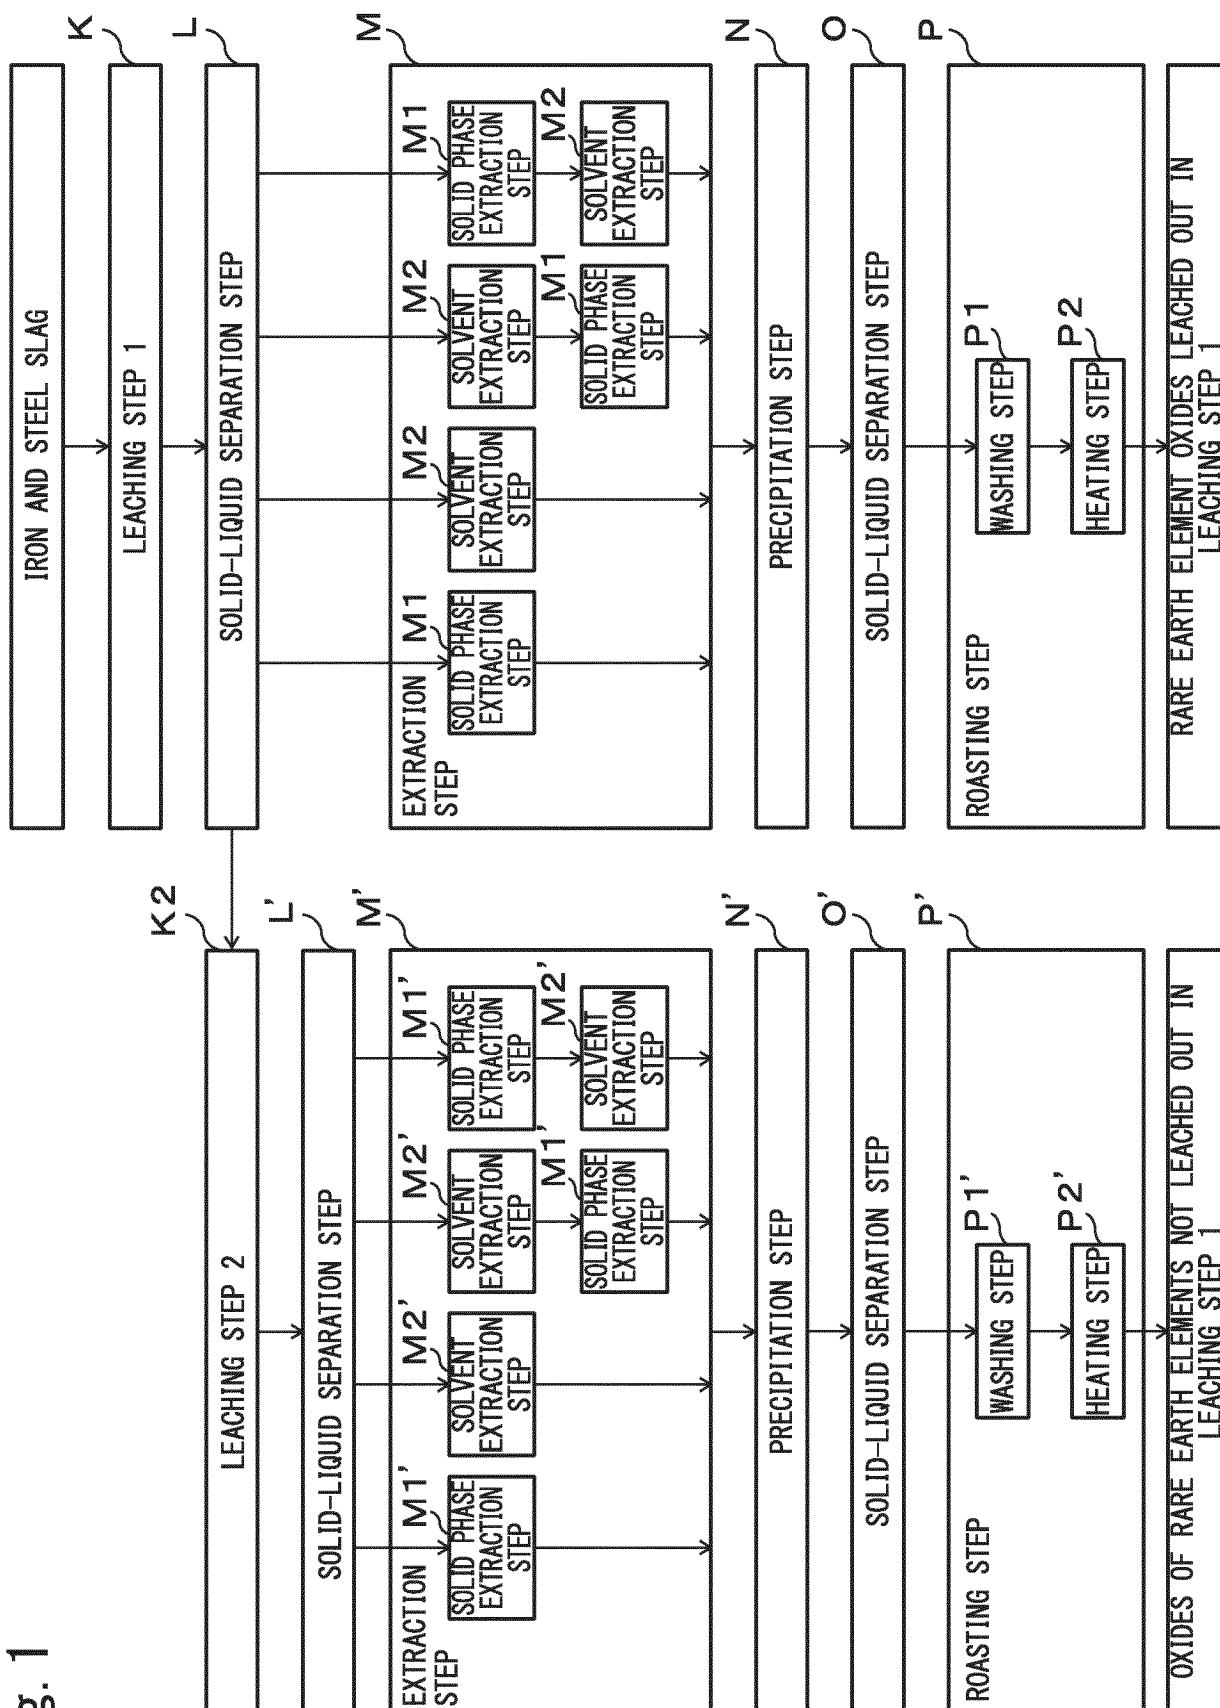 g. 1
IRON AND STEEL SLAG
K
LEACHING STEP 1
L
SOLID-LIQUID SEPARATION STEP
M
EXTRACTION
STEP
M1
SOLID PHASE
EXTRACTION
STEP
M2
SOLVENT
EXTRACTION
STEP
M2
SOLVENT
EXTRACTION
STEP
M1
SOLID PHASE
EXTRACTION
STEP
M1
SOLID PHASE
EXTRACTION
STEP
M2
SOLVENT
EXTRACTION
STEP
N
PRECIPITATION STEP
O
SOLID-LIQUID SEPARATION STEP
P
ROASTING STEP
P1
WASHING STEP
P2
HEATING STEP
RARE EARTH ELEMENT OXIDES LEACHED OUT IN
LEACHING STEP 1
K2
LEACHING STEP 2
L'
SOLID-LIQUID SEPARATION STEP
M'
EXTRACTION
STEP
M1'
SOLID PHASE
EXTRACTION
STEP
M2'
SOLVENT
EXTRACTION
STEP
M2'
SOLVENT
EXTRACTION
STEP
M1'
SOLID PHASE
EXTRACTION
STEP
M1'
SOLID PHASE
EXTRACTION
STEP
M2'
SOLVENT
EXTRACTION
STEP
N'
PRECIPITATION STEP
O'
SOLID-LIQUID SEPARATION STEP
P'
ROASTING STEP
P1'
WASHING STEP
P2'
HEATING STEP
OXIDES OF RARE EARTH ELEMENTS NOT LEACHED OUT IN
LEACHING STEP 1